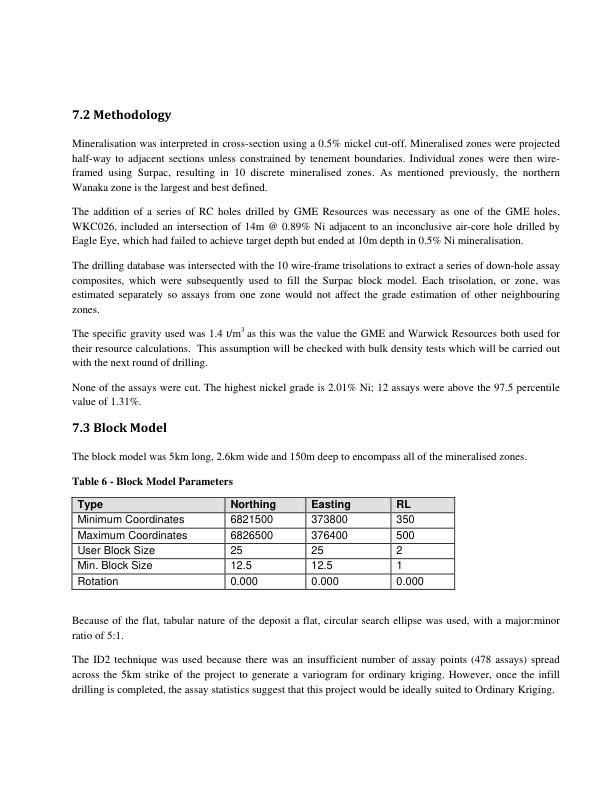 7.2 Methodology
Mineralisation was interpreted in cross-section using a 0.5% nickel cut-off. Mineralised zones were projected
half-way to adjacent sections unless constrained by tenement boundaries. Individual zones were then wire-
framed using Surpac, resulting in 10 discrete mineralised zones. As mentioned previously, the northern
Wanaka zone is the largest and best defined.
The addition of a series of RC holes drilled by GME Resources was necessary as one of the GME holes,
WKC026, included an intersection of 14m @ 0.89% Ni adjacent to an inconclusive air-core hole drilled by
Eagle Eye, which had failed to achieve target depth but ended at 10m depth in 0.5% Ni mineralisation.
The drilling database was intersected with the 10 wire-frame trisolations to extract a series of down-hole assay
composites, which were subsequently used to fill the Surpac block model. Each trisolation, or zone, was
estimated separately so assays from one zone would not affect the grade estimation of other neighbouring
zones.
The specific gravity used was 1.4 t/m³ as this was the value the GME and Warwick Resources both used for
their resource calculations. This assumption will be checked with bulk density tests which will be carried out
with the next round of drilling.
None of the assays were cut. The highest nickel grade is 2.01% Ni; 12 assays were above the 97.5 percentile
value of 1.31%.
7.3 Block Model
The block model was 5km long, 2.6km wide and 150m deep to encompass all of the mineralised zones.
Table 6 - Block Model Parameters
Type Northing Easting RL
Minimum Coordinates 6821500 373800 350
Maximum Coordinates 6826500 376400 500
User Block Size 25 25 2
Min. Block Size 12.5 12.5 1
Rotation 0.000 0.000 0.000
Because of the flat, tabular nature of the deposit a flat, circular search ellipse was used, with a major:minor
ratio of 5:1.
The ID2 technique was used because there was an insufficient number of assay points (478 assays) spread
across the 5km strike of the project to generate a variogram for ordinary kriging. However, once the infill
drilling is completed, the assay statistics suggest that this project would be ideally suited to Ordinary Kriging.